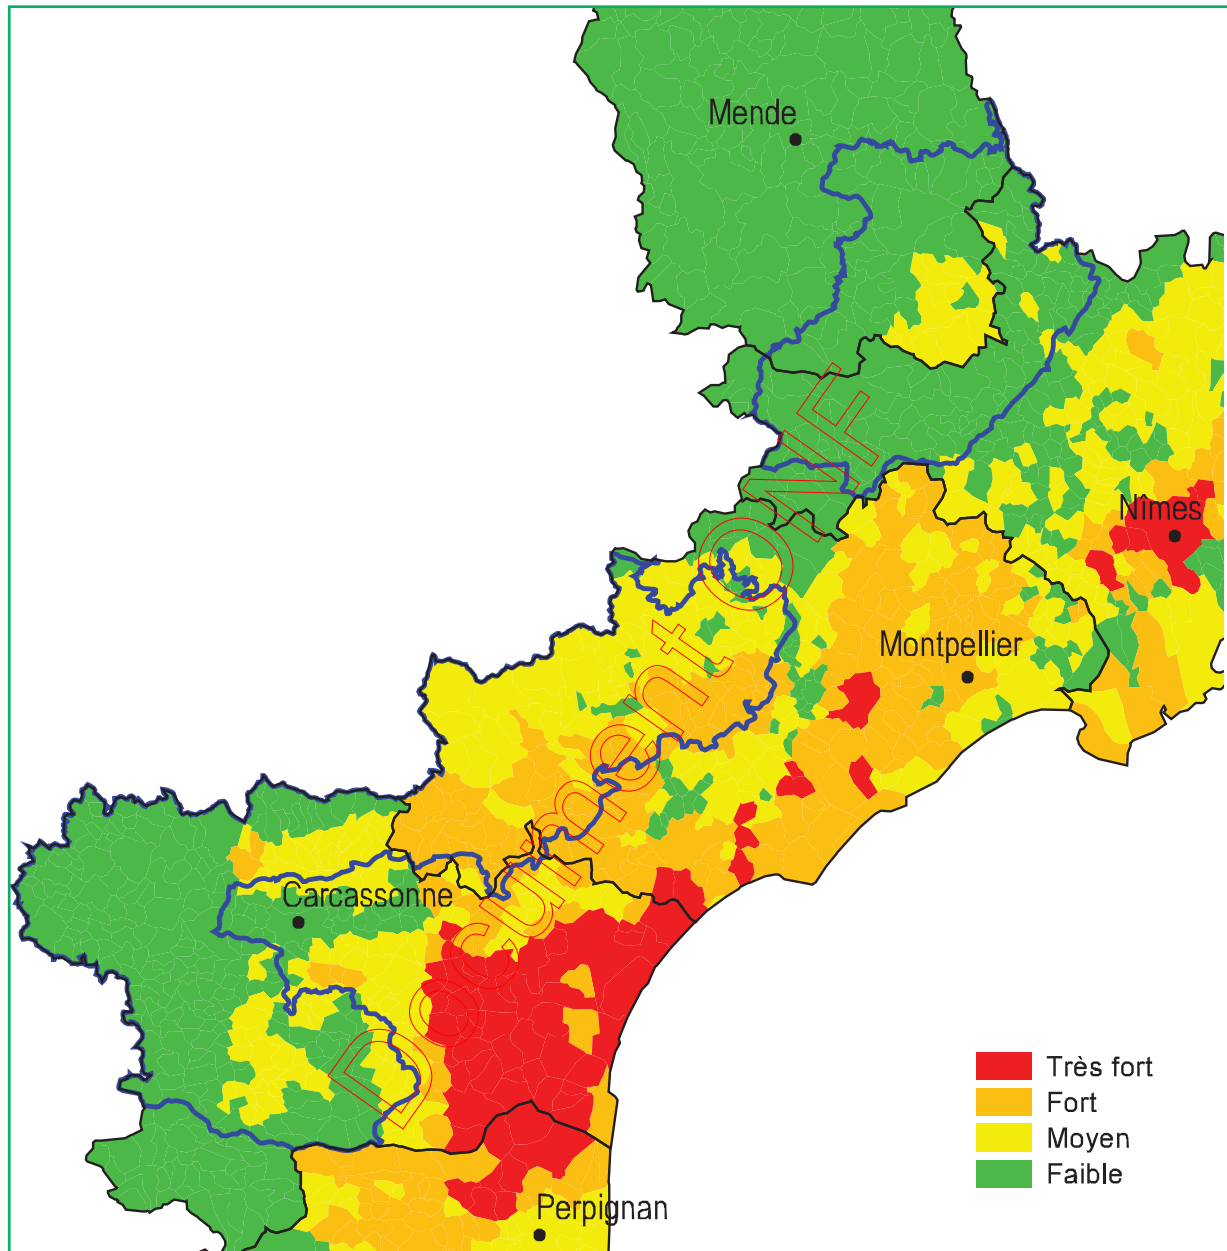 Mende
Nîmes
Montpellier
Carcassonne
Perpignan
Document ONF
Très fort
Fort
Moyen
Faible